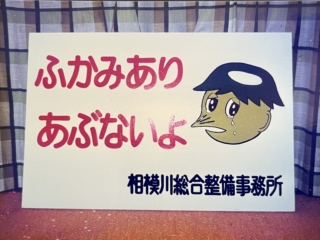 ふかみあり
あぶないよ
相模川総合整備事務所